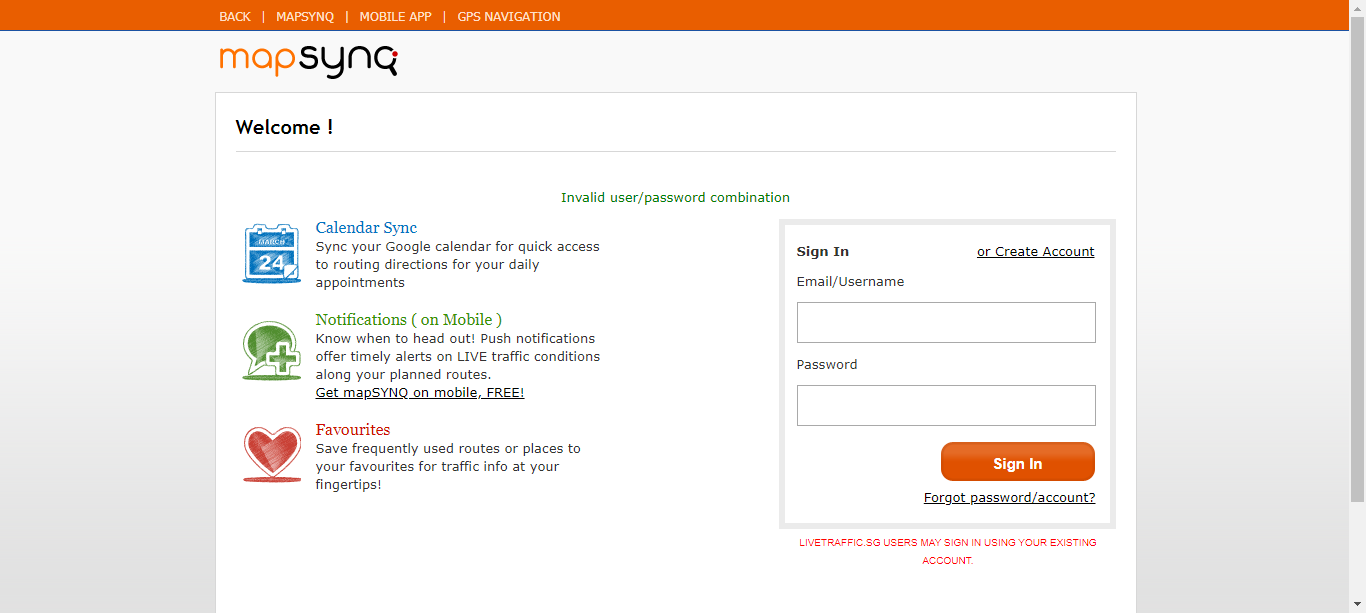 BACK | MAPSYNQ | MOBILE APP | GPS NAVIGATION
mapsynq
Welcome !
Invalid user/password combination
Calendar Sync
Sync your Google calendar for quick access
to routing directions for your daily
appointments
MARCH
24
Notifications ( on Mobile )
Know when to head out! Push notifications
offer timely alerts on LIVE traffic conditions
along your planned routes.
Get mapSYNQ on mobile, FREE!
Favourites
Save frequently used routes or places to
your favourites for traffic info at your
fingertips!
Sign In
or Create Account
Email/Username
Password
Sign In
Forgot password/account?
LIVETRAFFIC.SG USERS MAY SIGN IN USING YOUR EXISTING
ACCOUNT.